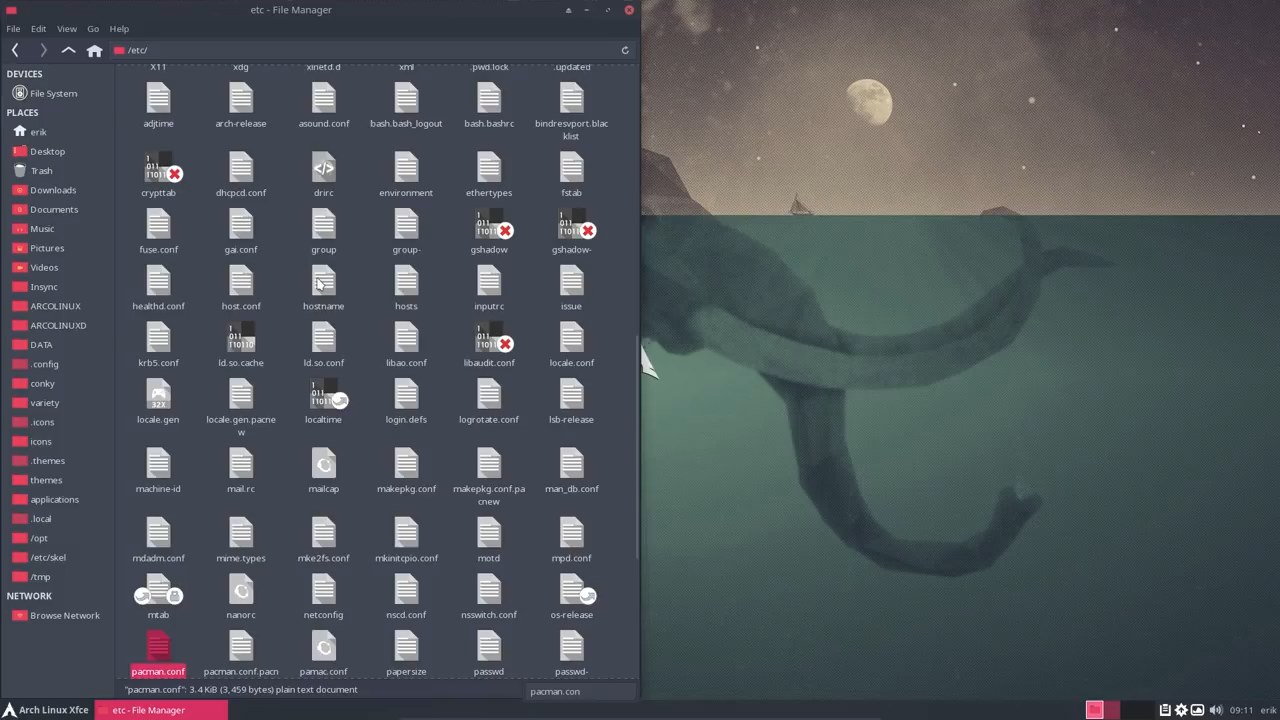 etc - File Manager
File Edit View Go Help
/etc/
DEVICES
File System
PLACES
erik
Desktop
Trash
Downloads
Documents
Music
Pictures
Videos
Insync
ARCOLINUX
ARCOLINUXD
DATA
.config
conky
variety
.icons
icons
.themes
themes
applications
.local
/opt
/etc/skel
/tmp
NETWORK
Browse Network
X11 xdg xinetd.d xml .pwd.lock .updated
adjtime arch-release asound.conf bash.bash_logout bash.bashrc bindresvport.blac
klist
crypttab dhcpcd.conf drirc environment ethertypes fstab
fuse.conf gai.conf group group- gshadow gshadow-
healthd.conf host.conf hostname hosts inputrc issue
krb5.conf ld.so.cache ld.so.conf libao.conf libaudit.conf locale.conf
32X
locale.gen locale.gen.pacne localtime login.defs logrotate.conf lsb-release
w
machine-id mail.rc mailcap makepkg.conf makepkg.conf.pa man_db.conf
cnew
mdadm.conf mime.types mke2fs.conf mkinitcpio.conf motd mpd.conf
mtab nanorc netconfig nscd.conf nsswitch.conf os-release
pacman.conf pacman.conf.pacn pamac.conf papersize passwd passwd-
"pacman.conf": 3.4 KiB (3,459 bytes) plain text document
pacman.con
Arch Linux Xfce etc - File Manager 09:11 erik